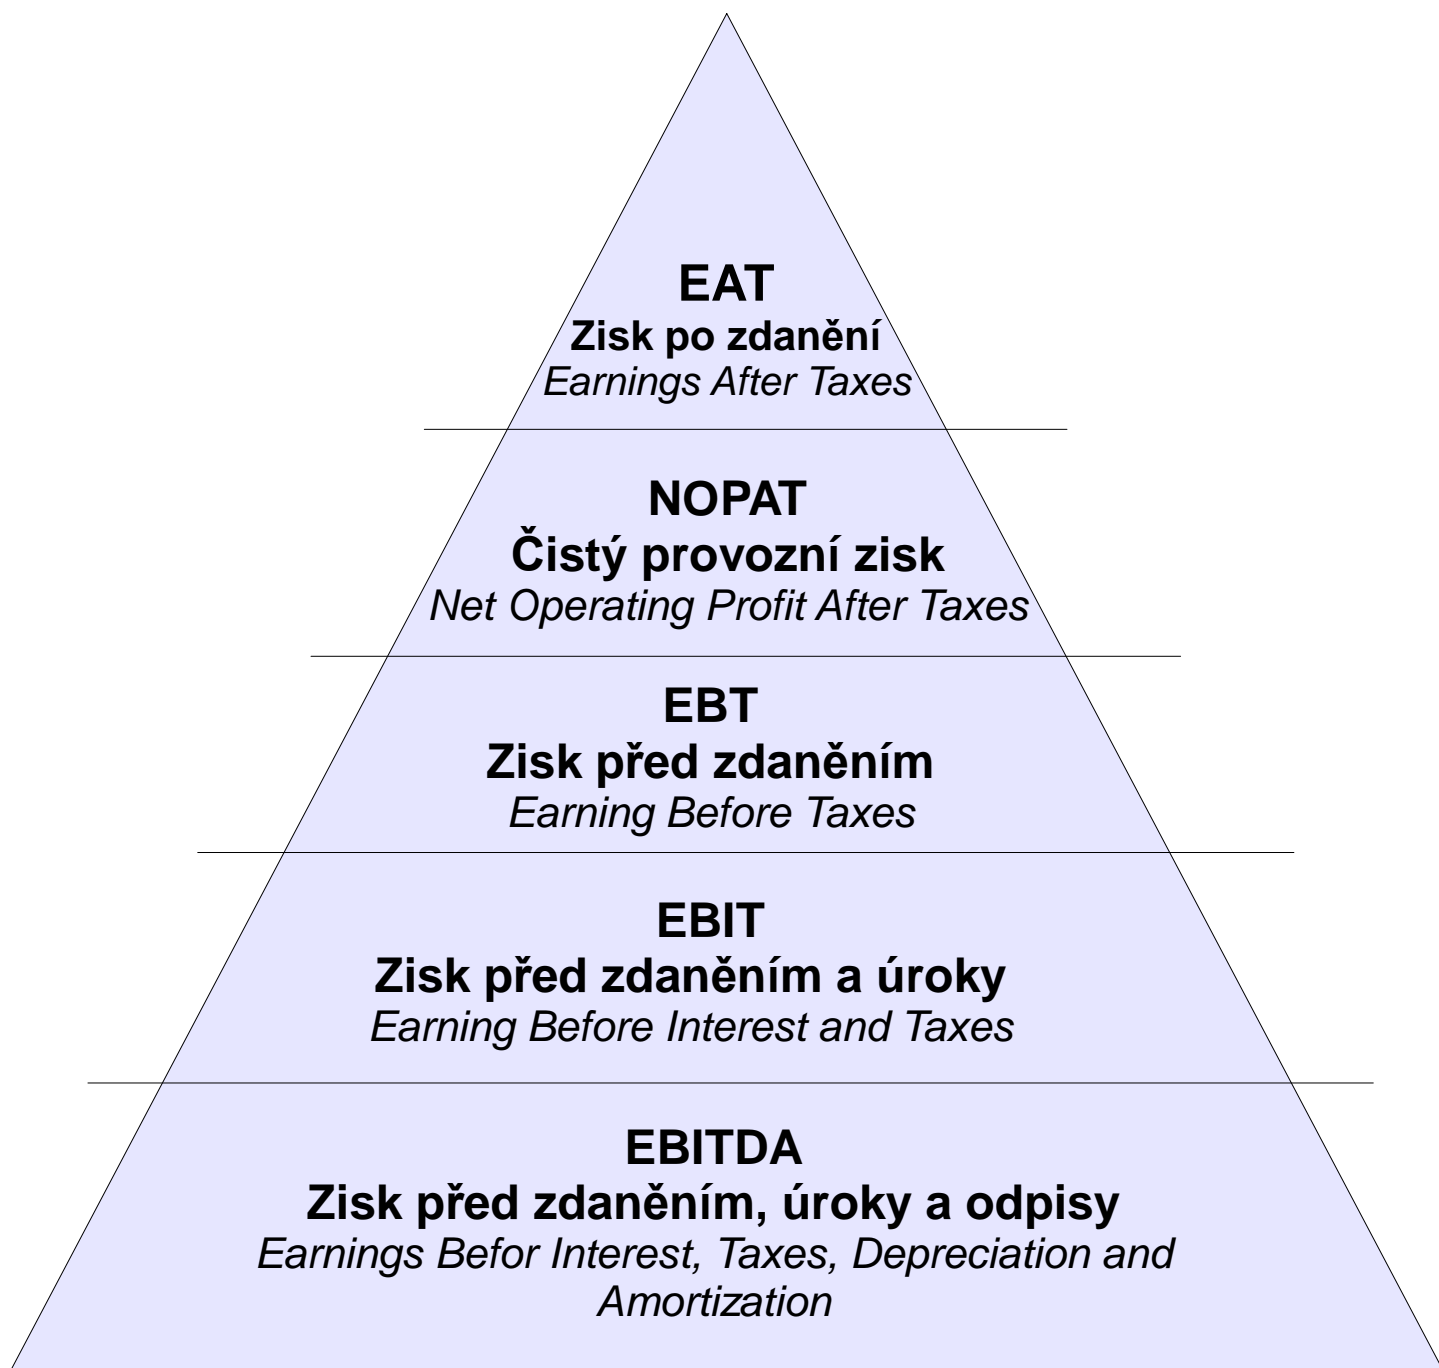 EAT
Zisk po zdanění
Earnings After Taxes
NOPAT
Čistý provozní zisk
Net Operating Profit After Taxes
EBT
Zisk před zdaněním
Earning Before Taxes
EBIT
Zisk před zdaněním a úroky
Earning Before Interest and Taxes
EBITDA
Zisk před zdaněním, úroky a odpisy
Earnings Befor Interest, Taxes, Depreciation and
Amortization